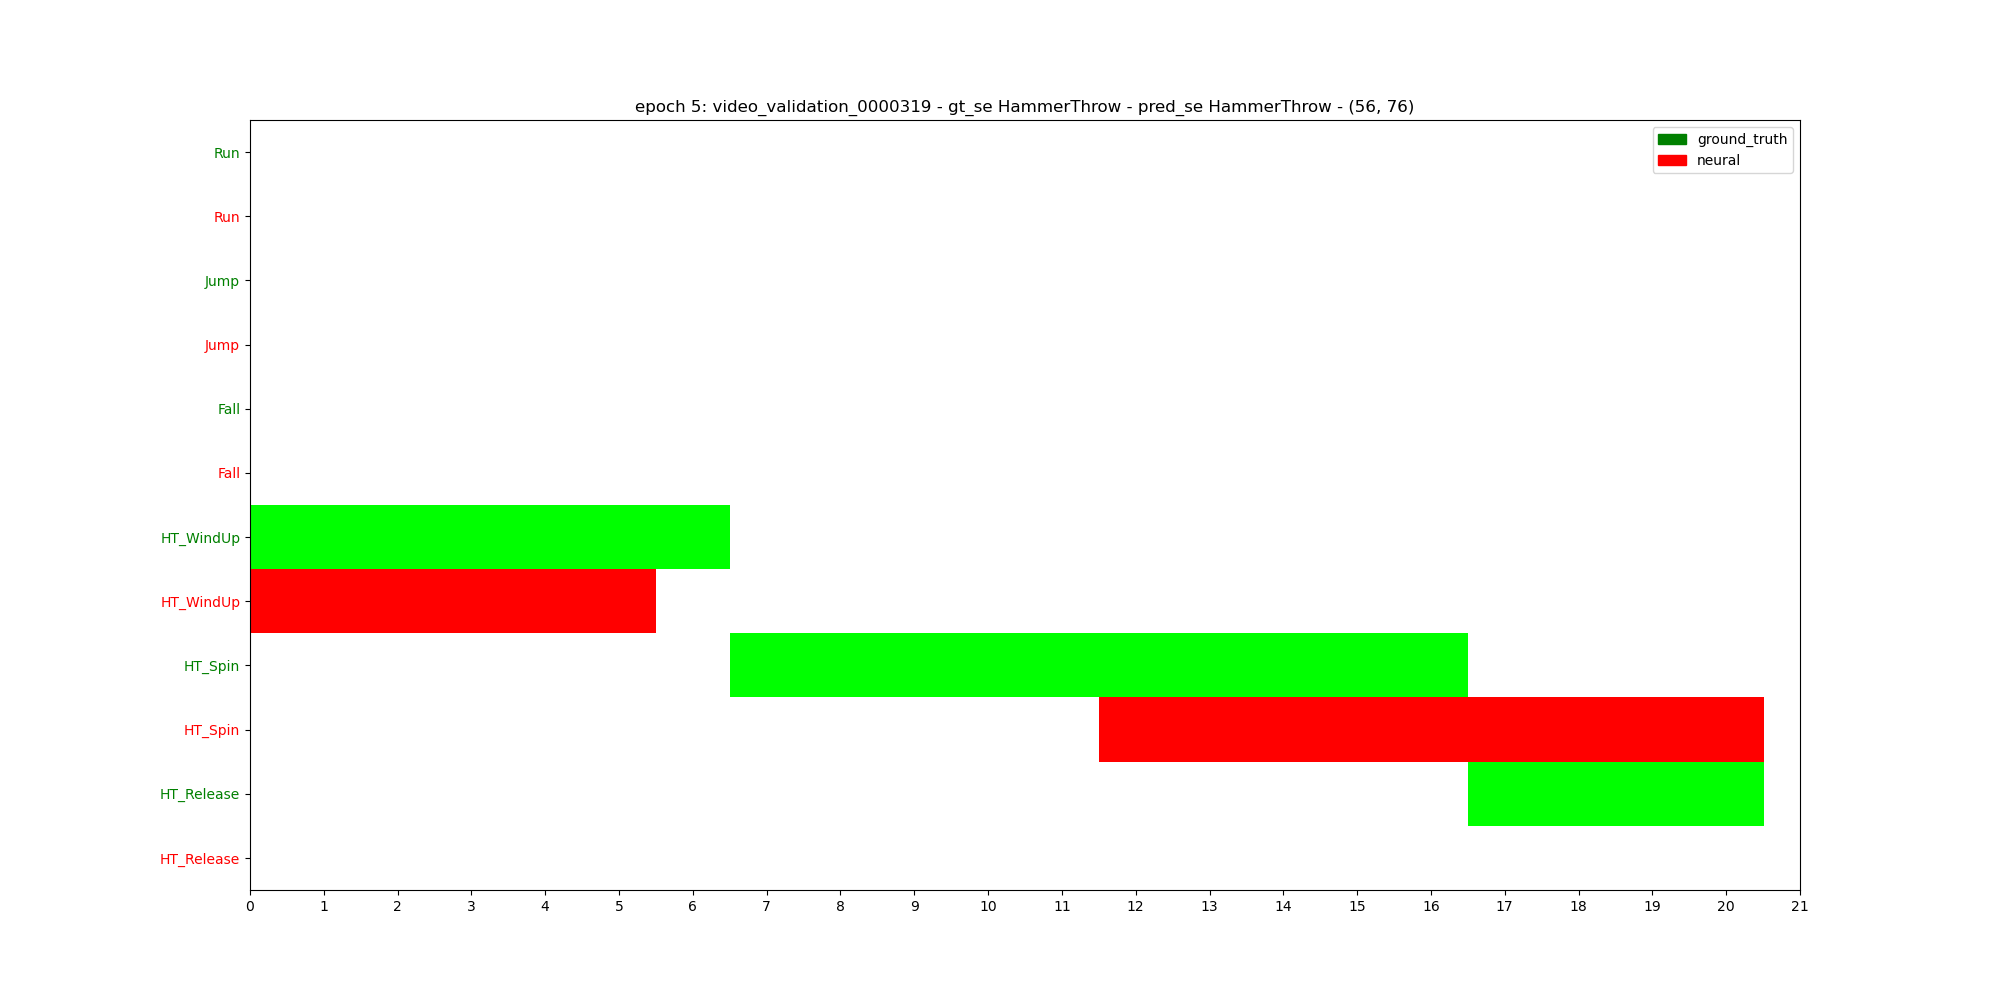 epoch 5: video_validation_0000319 - gt_se HammerThrow - pred_se HammerThrow - (56, 76)
ground_truth
neural
Run
Run
Jump
Jump
Fall
Fall
HT_WindUp
HT_WindUp
HT_Spin
HT_Spin
HT_Release
HT_Release
0 1 2 3 4 5 6 7 8 9 10 11 12 13 14 15 16 17 18 19 20 21